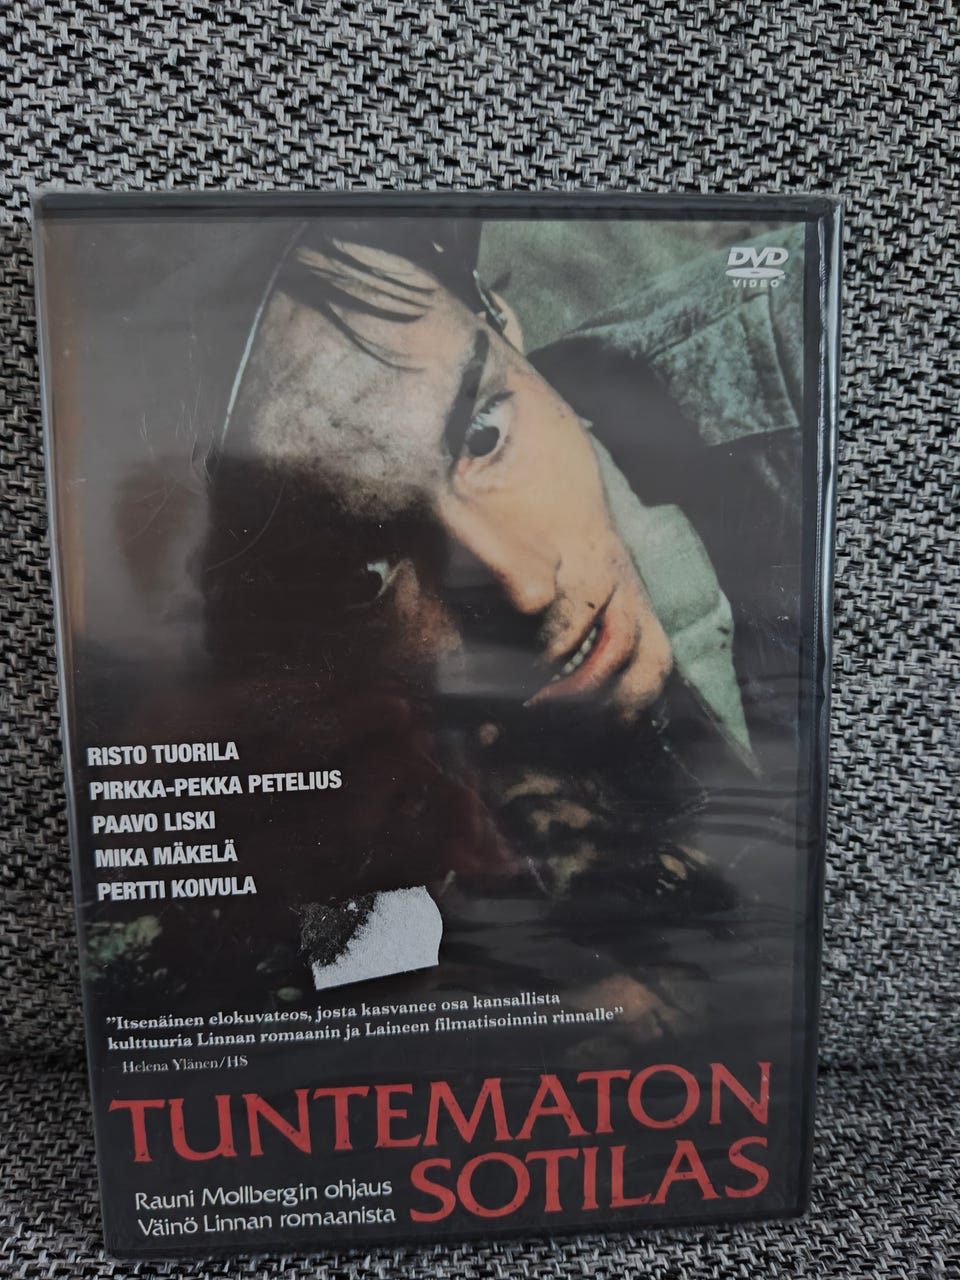 DVD
VIDEO
RISTO TUORILA
PIRKKA-PEKKA PETELIUS
PAAVO LISKI
MIKA MÄKELÄ
PERTTI KOIVULA
"Itsenäinen elokuvateos, josta kasvanee osa kansallista
kulttuuria Linnan romaanin ja Laineen filmatisoinnin rinnalle"
Helena Ylänen/HS
TUNTEMATON
SOTILAS
Rauni Mollbergin ohjaus
Väinö Linnan romaanista